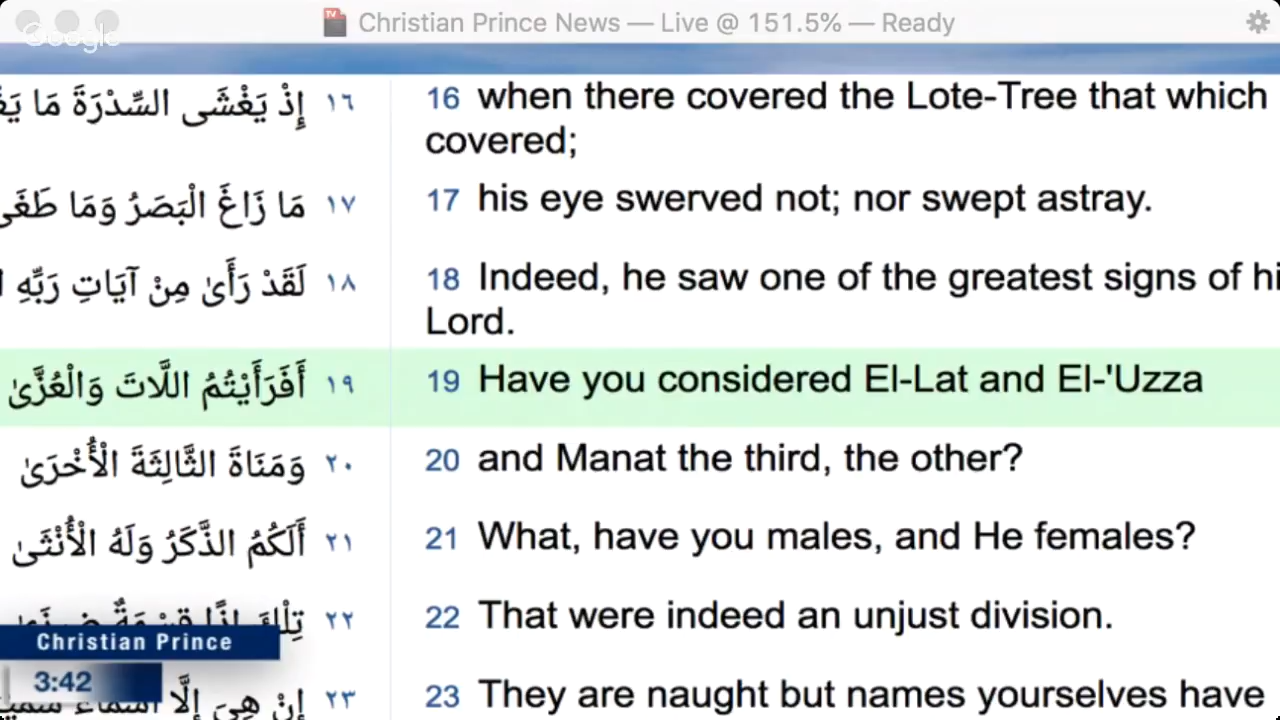 Google
Christian Prince News — Live @ 151.5% — Ready
إِذْ يَغْشَى السِّدْرَةَ مَا ١٦
16 when there covered the Lote-Tree that which
covered;
مَا زَاغَ الْبَصَرُ وَمَا طَغَى ١٧
17 his eye swerved not; nor swept astray.
لَقَدْ رَأَىٰ مِنْ آيَاتِ رَبِّهِ ١٨
18 Indeed, he saw one of the greatest signs of
Lord.
أَفَرَأَيْتُمُ اللَّاتَ وَالْعُزَّىٰ ١٩
19 Have you considered El-Lat and El-'Uzza
وَمَنَاةَ الثَّالِثَةَ الْأُخْرَىٰ ٢٠
20 and Manat the third, the other?
أَلَكُمُ الذَّكَرُ وَلَهُ الْأُنْثَىٰ ٢١
21 What, have you males, and He females?
تِلْكَ إِذًا قِسْمَةٌ ٢٢
22 That were indeed an unjust division.
Christian Prince
3:42
إِنْ هِيَ إِلَّا ٢٣
23 They are naught but names yourselves have